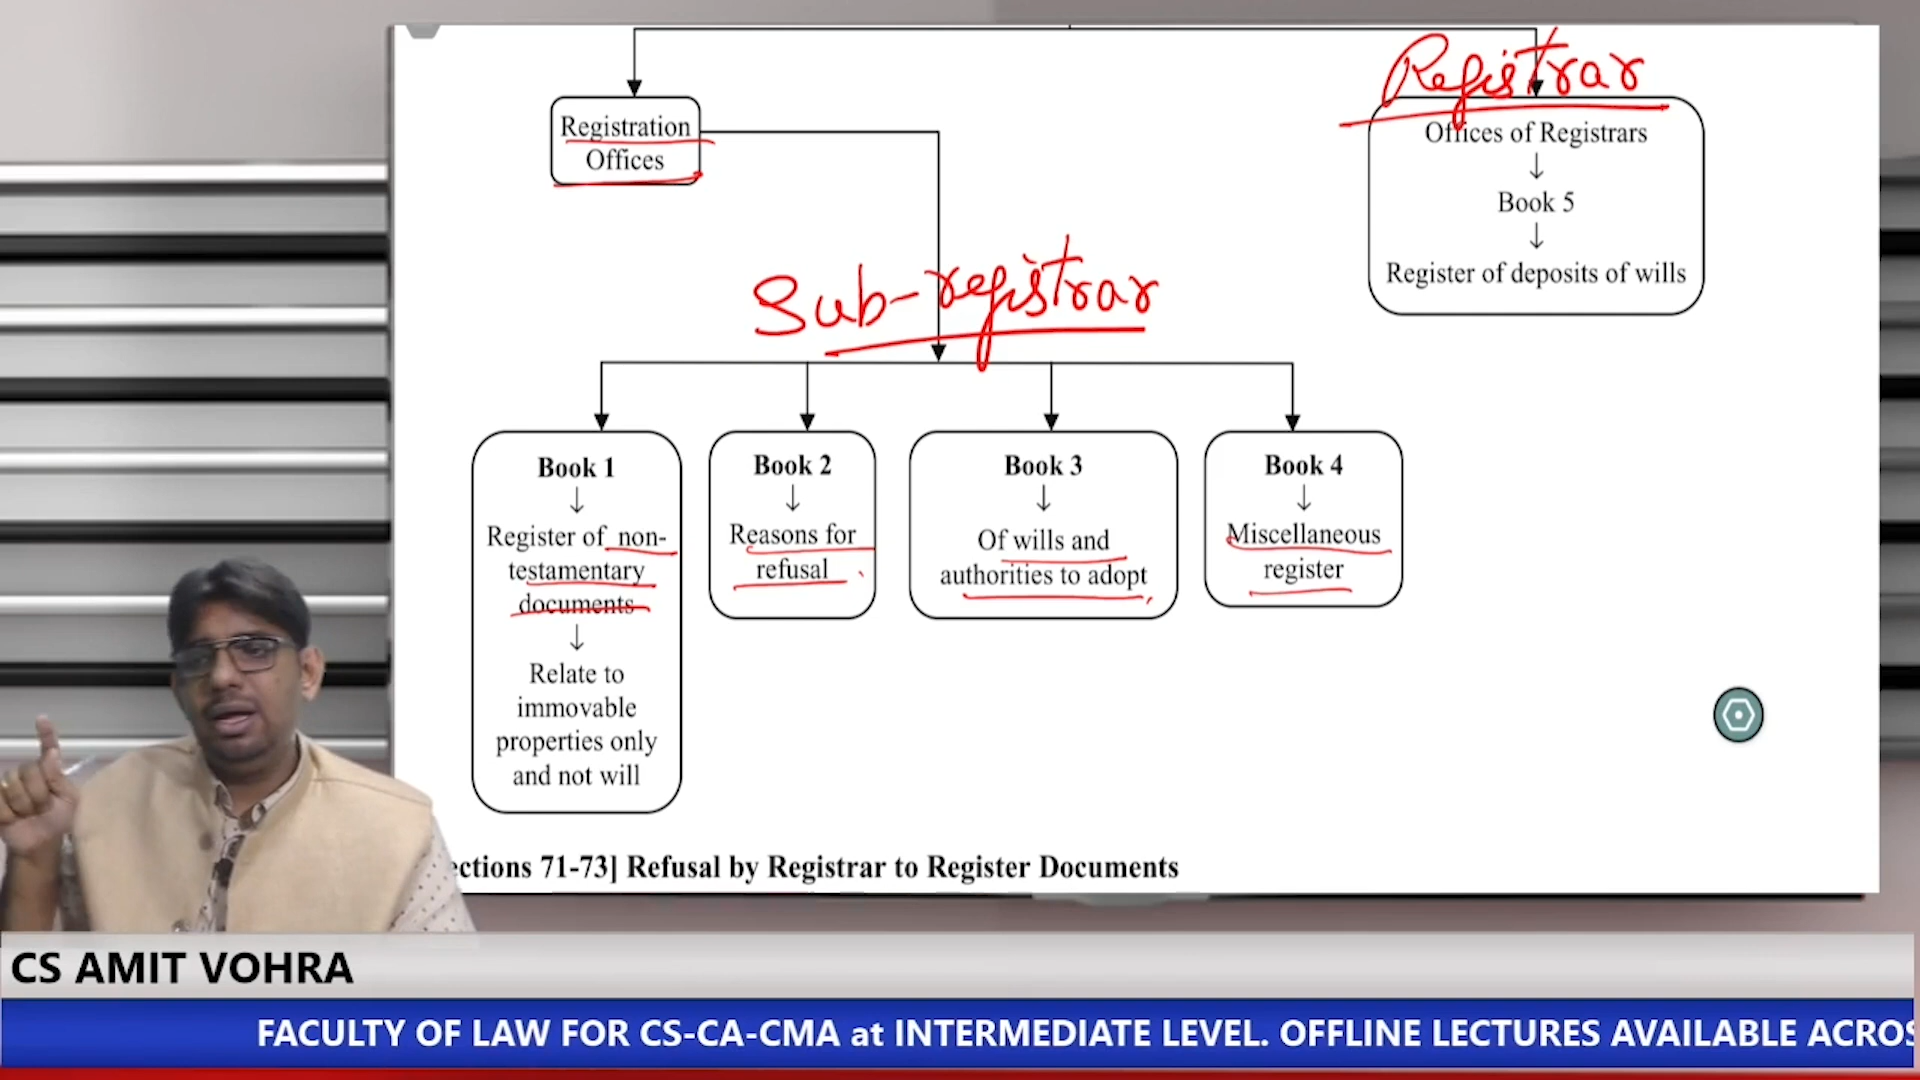 Registrar
Registration
Offices
Offices of Registrars
↓
Book 5
↓
Register of deposits of wills
Sub-registrar
Book 1
↓
Register of non-
testamentary
documents
↓
Relate to
immovable
properties only
and not will
Book 2
↓
Reasons for
refusal
Book 3
↓
Of wills and
authorities to adopt
Book 4
↓
Miscellaneous
register
ections 71-73] Refusal by Registrar to Register Documents
CS AMIT VOHRA
FACULTY OF LAW FOR CS-CA-CMA at INTERMEDIATE LEVEL. OFFLINE LECTURES AVAILABLE ACROS